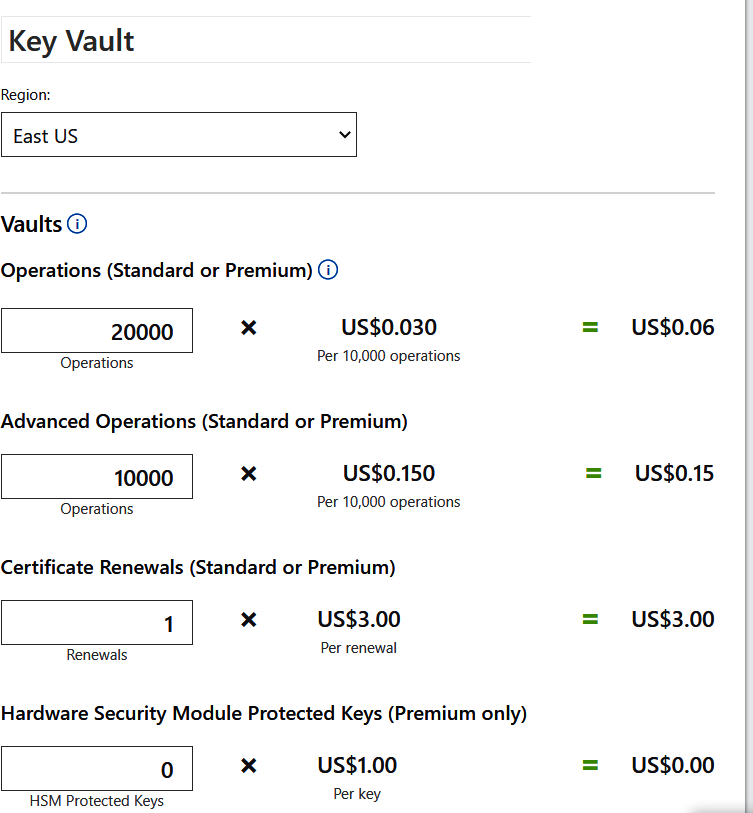 Key Vault
Region:
East US
Vaults
Operations (Standard or Premium)
20000 × US$0.030 = US$0.06
Operations Per 10,000 operations
Advanced Operations (Standard or Premium)
10000 × US$0.150 = US$0.15
Operations Per 10,000 operations
Certificate Renewals (Standard or Premium)
1 × US$3.00 = US$3.00
Renewals Per renewal
Hardware Security Module Protected Keys (Premium only)
0 × US$1.00 = US$0.00
HSM Protected Keys Per key